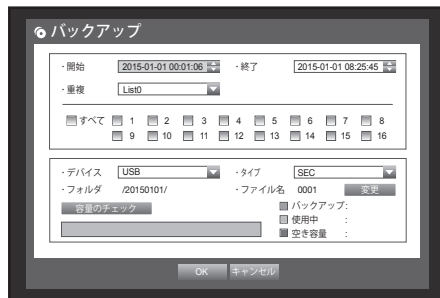 バックアップ
・開始 2015-01-01 00:01:06 ・終了 2015-01-01 08:25:45
・重複 List0
すべて 1 2 3 4 5 6 7 8
9 10 11 12 13 14 15 16
・デバイス USB ・タイプ SEC
・フォルダ /20150101/ ・ファイル名 0001 変更
容量のチェック バックアップ:
使用中 :
空き容量 :
OK キャンセル